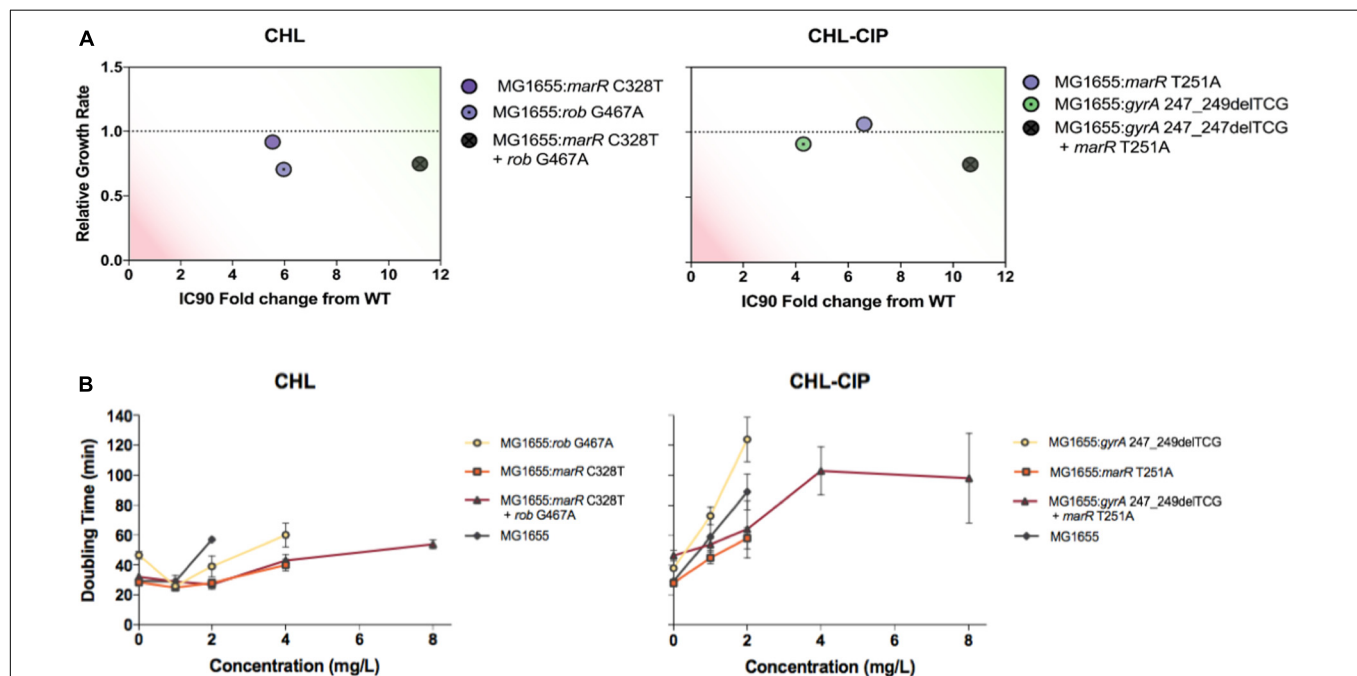 A
CHL
CHL-CIP
Relative Growth Rate
1.5
1.0
0.5
0.0
0 2 4 6 8 10 12
IC90 Fold change from WT
MG1655:marR C328T
MG1655:rob G467A
MG1655:marR C328T
+ rob G467A
0 2 4 6 8 10 12
IC90 Fold change from WT
MG1655:marR T251A
MG1655:gyrA 247_249delTCG
MG1655:gyrA 247_247delTCG
+ marR T251A
B
CHL
CHL-CIP
Doubling Time (min)
140
120
100
80
60
40
20
0
0 2 4 6 8
Concentration (mg/L)
MG1655:rob G467A
MG1655:marR C328T
MG1655:marR C328T
+ rob G467A
MG1655
0 2 4 6 8
Concentration (mg/L)
MG1655:gyrA 247_249delTCG
MG1655:marR T251A
MG1655:gyrA 247_249delTCG
+ marR T251A
MG1655